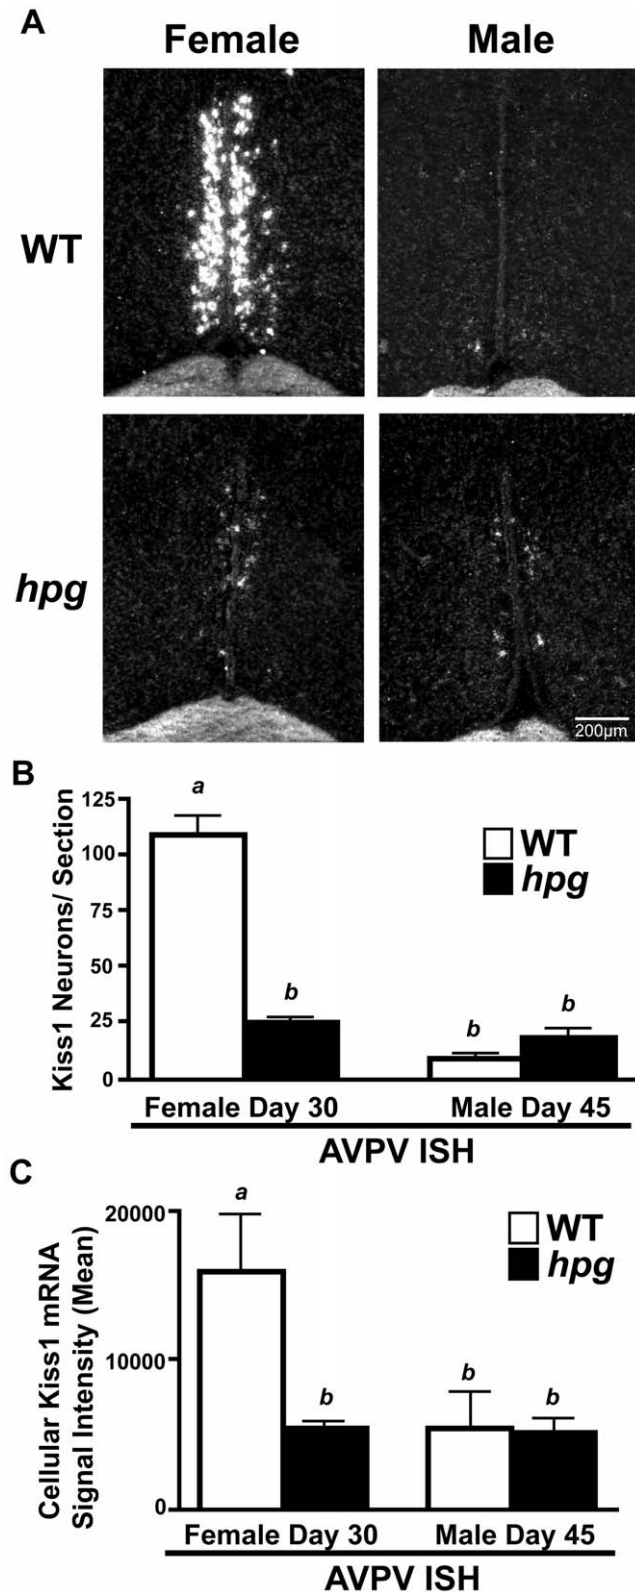 A
Female Male
WT
hpg
200µm
B
Kiss1 Neurons/ Section
125
100
75
50
25
0
a
b
b
b
WT
hpg
Female Day 30 Male Day 45
AVPV ISH
C
Cellular Kiss1 mRNA
Signal Intensity (Mean)
20000
10000
0
a
b
b
b
WT
hpg
Female Day 30 Male Day 45
AVPV ISH